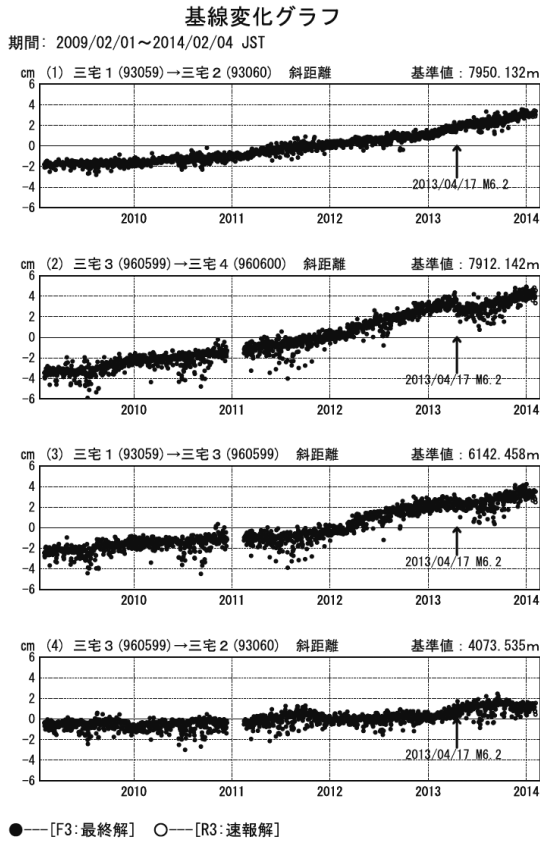 基線変化グラフ
期間: 2009/02/01～2014/02/04 JST
cm (1) 三宅1(93059)→三宅2(93060) 斜距離 基準値:7950.132m
6
4
2
0
-2
-4
-6
2013/04/17 M6.2
2010 2011 2012 2013 2014
cm (2) 三宅3(960599)→三宅4(960600) 斜距離 基準値:7912.142m
6
4
2
0
-2
-4
-6
2013/04/17 M6.2
2010 2011 2012 2013 2014
cm (3) 三宅1(93059)→三宅3(960599) 斜距離 基準値:6142.458m
6
4
2
0
-2
-4
-6
2013/04/17 M6.2
2010 2011 2012 2013 2014
cm (4) 三宅3(960599)→三宅2(93060) 斜距離 基準値:4073.535m
6
4
2
0
-2
-4
-6
2013/04/17 M6.2
2010 2011 2012 2013 2014
●---[F3:最終解] ○---[R3:速報解]